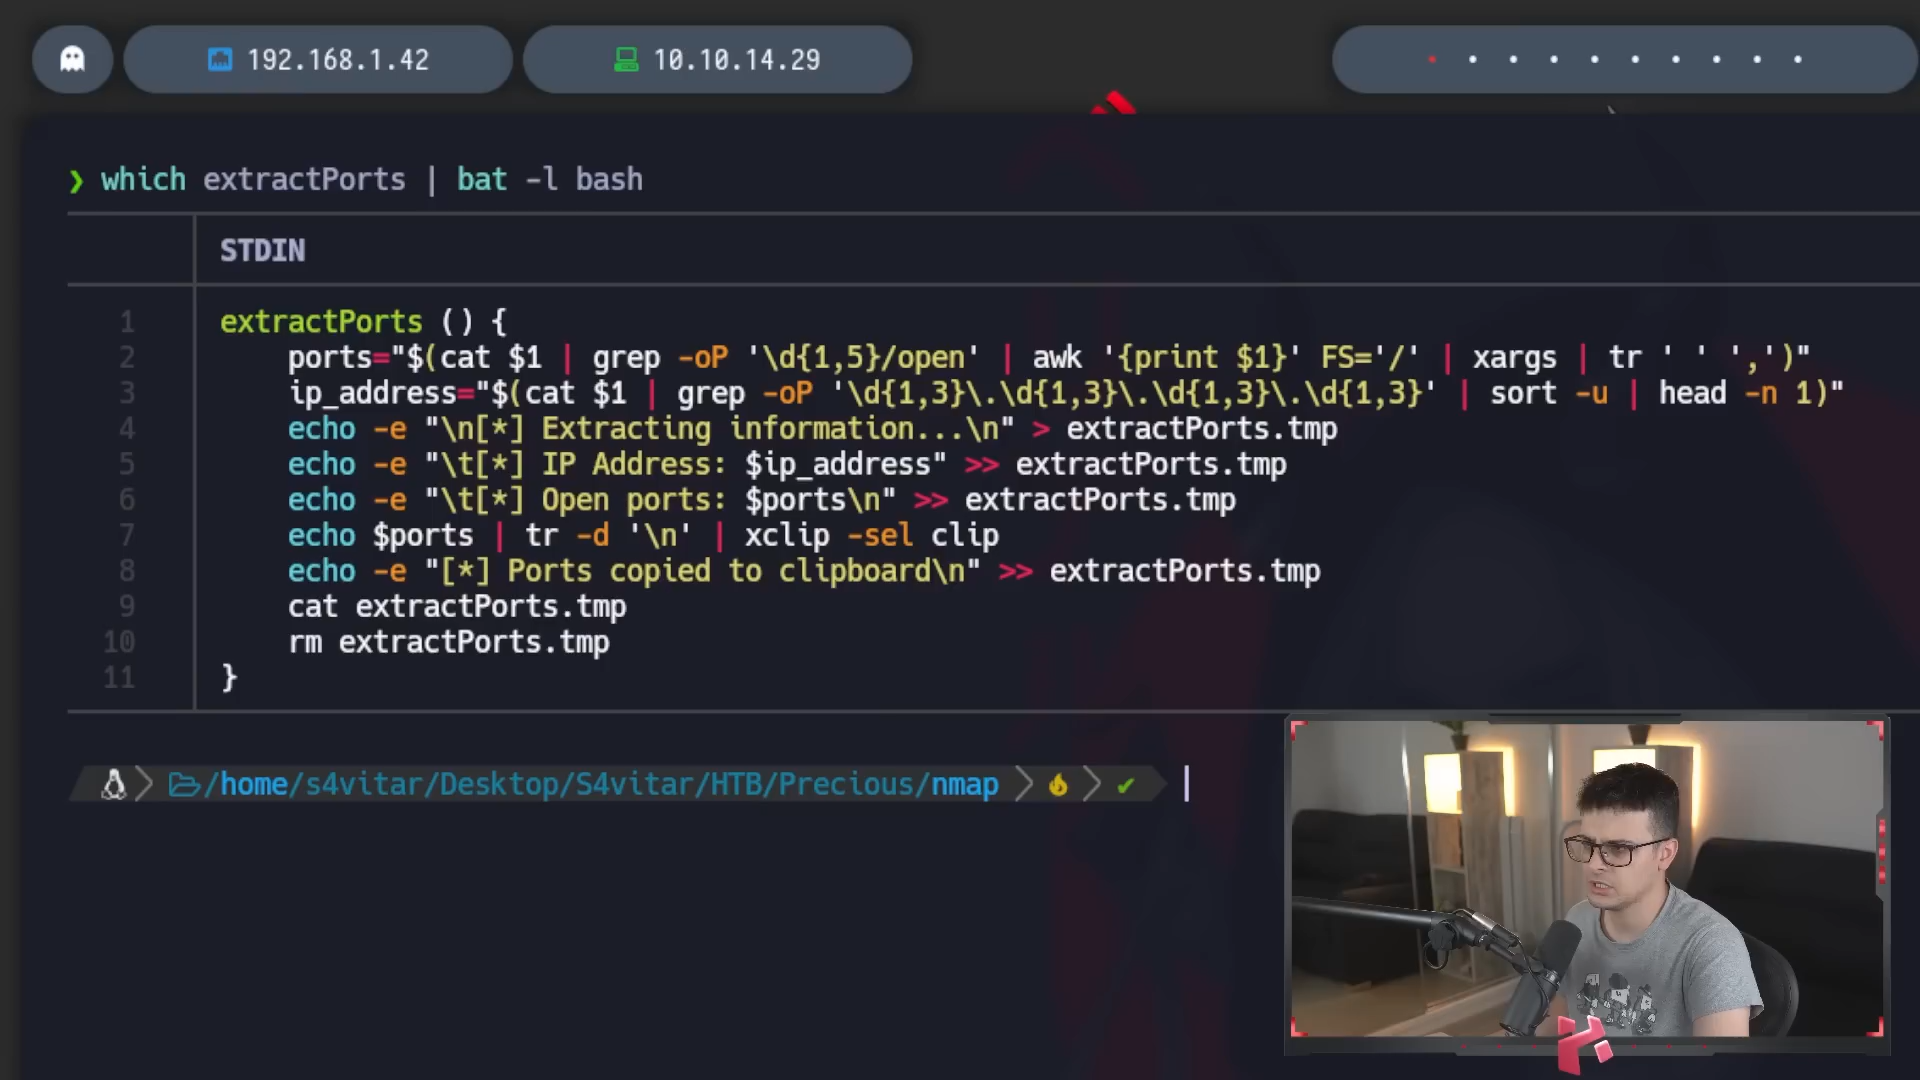 192.168.1.42
10.10.14.29
❯ which extractPorts | bat -l bash
STDIN
1 extractPorts () {
2 ports="$(cat $1 | grep -oP '\d{1,5}/open' | awk '{print $1}' FS='/' | xargs | tr ' ' ',')"
3 ip_address="$(cat $1 | grep -oP '\d{1,3}\.\d{1,3}\.\d{1,3}\.\d{1,3}' | sort -u | head -n 1)"
4 echo -e "\n[*] Extracting information...\n" > extractPorts.tmp
5 echo -e "\t[*] IP Address: $ip_address" >> extractPorts.tmp
6 echo -e "\t[*] Open ports: $ports\n" >> extractPorts.tmp
7 echo $ports | tr -d '\n' | xclip -sel clip
8 echo -e "[*] Ports copied to clipboard\n" >> extractPorts.tmp
9 cat extractPorts.tmp
10 rm extractPorts.tmp
11 }
/home/s4vitar/Desktop/S4vitar/HTB/Precious/nmap